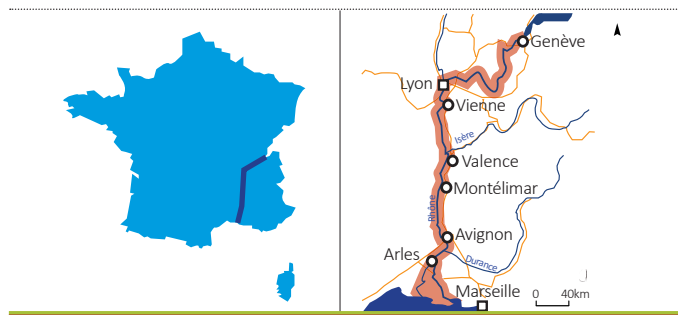 Genève
Lyon
Vienne
Isère
Valence
Montélimar
Rhône
Avignon
Arles
Durance
Marseille
0 40km